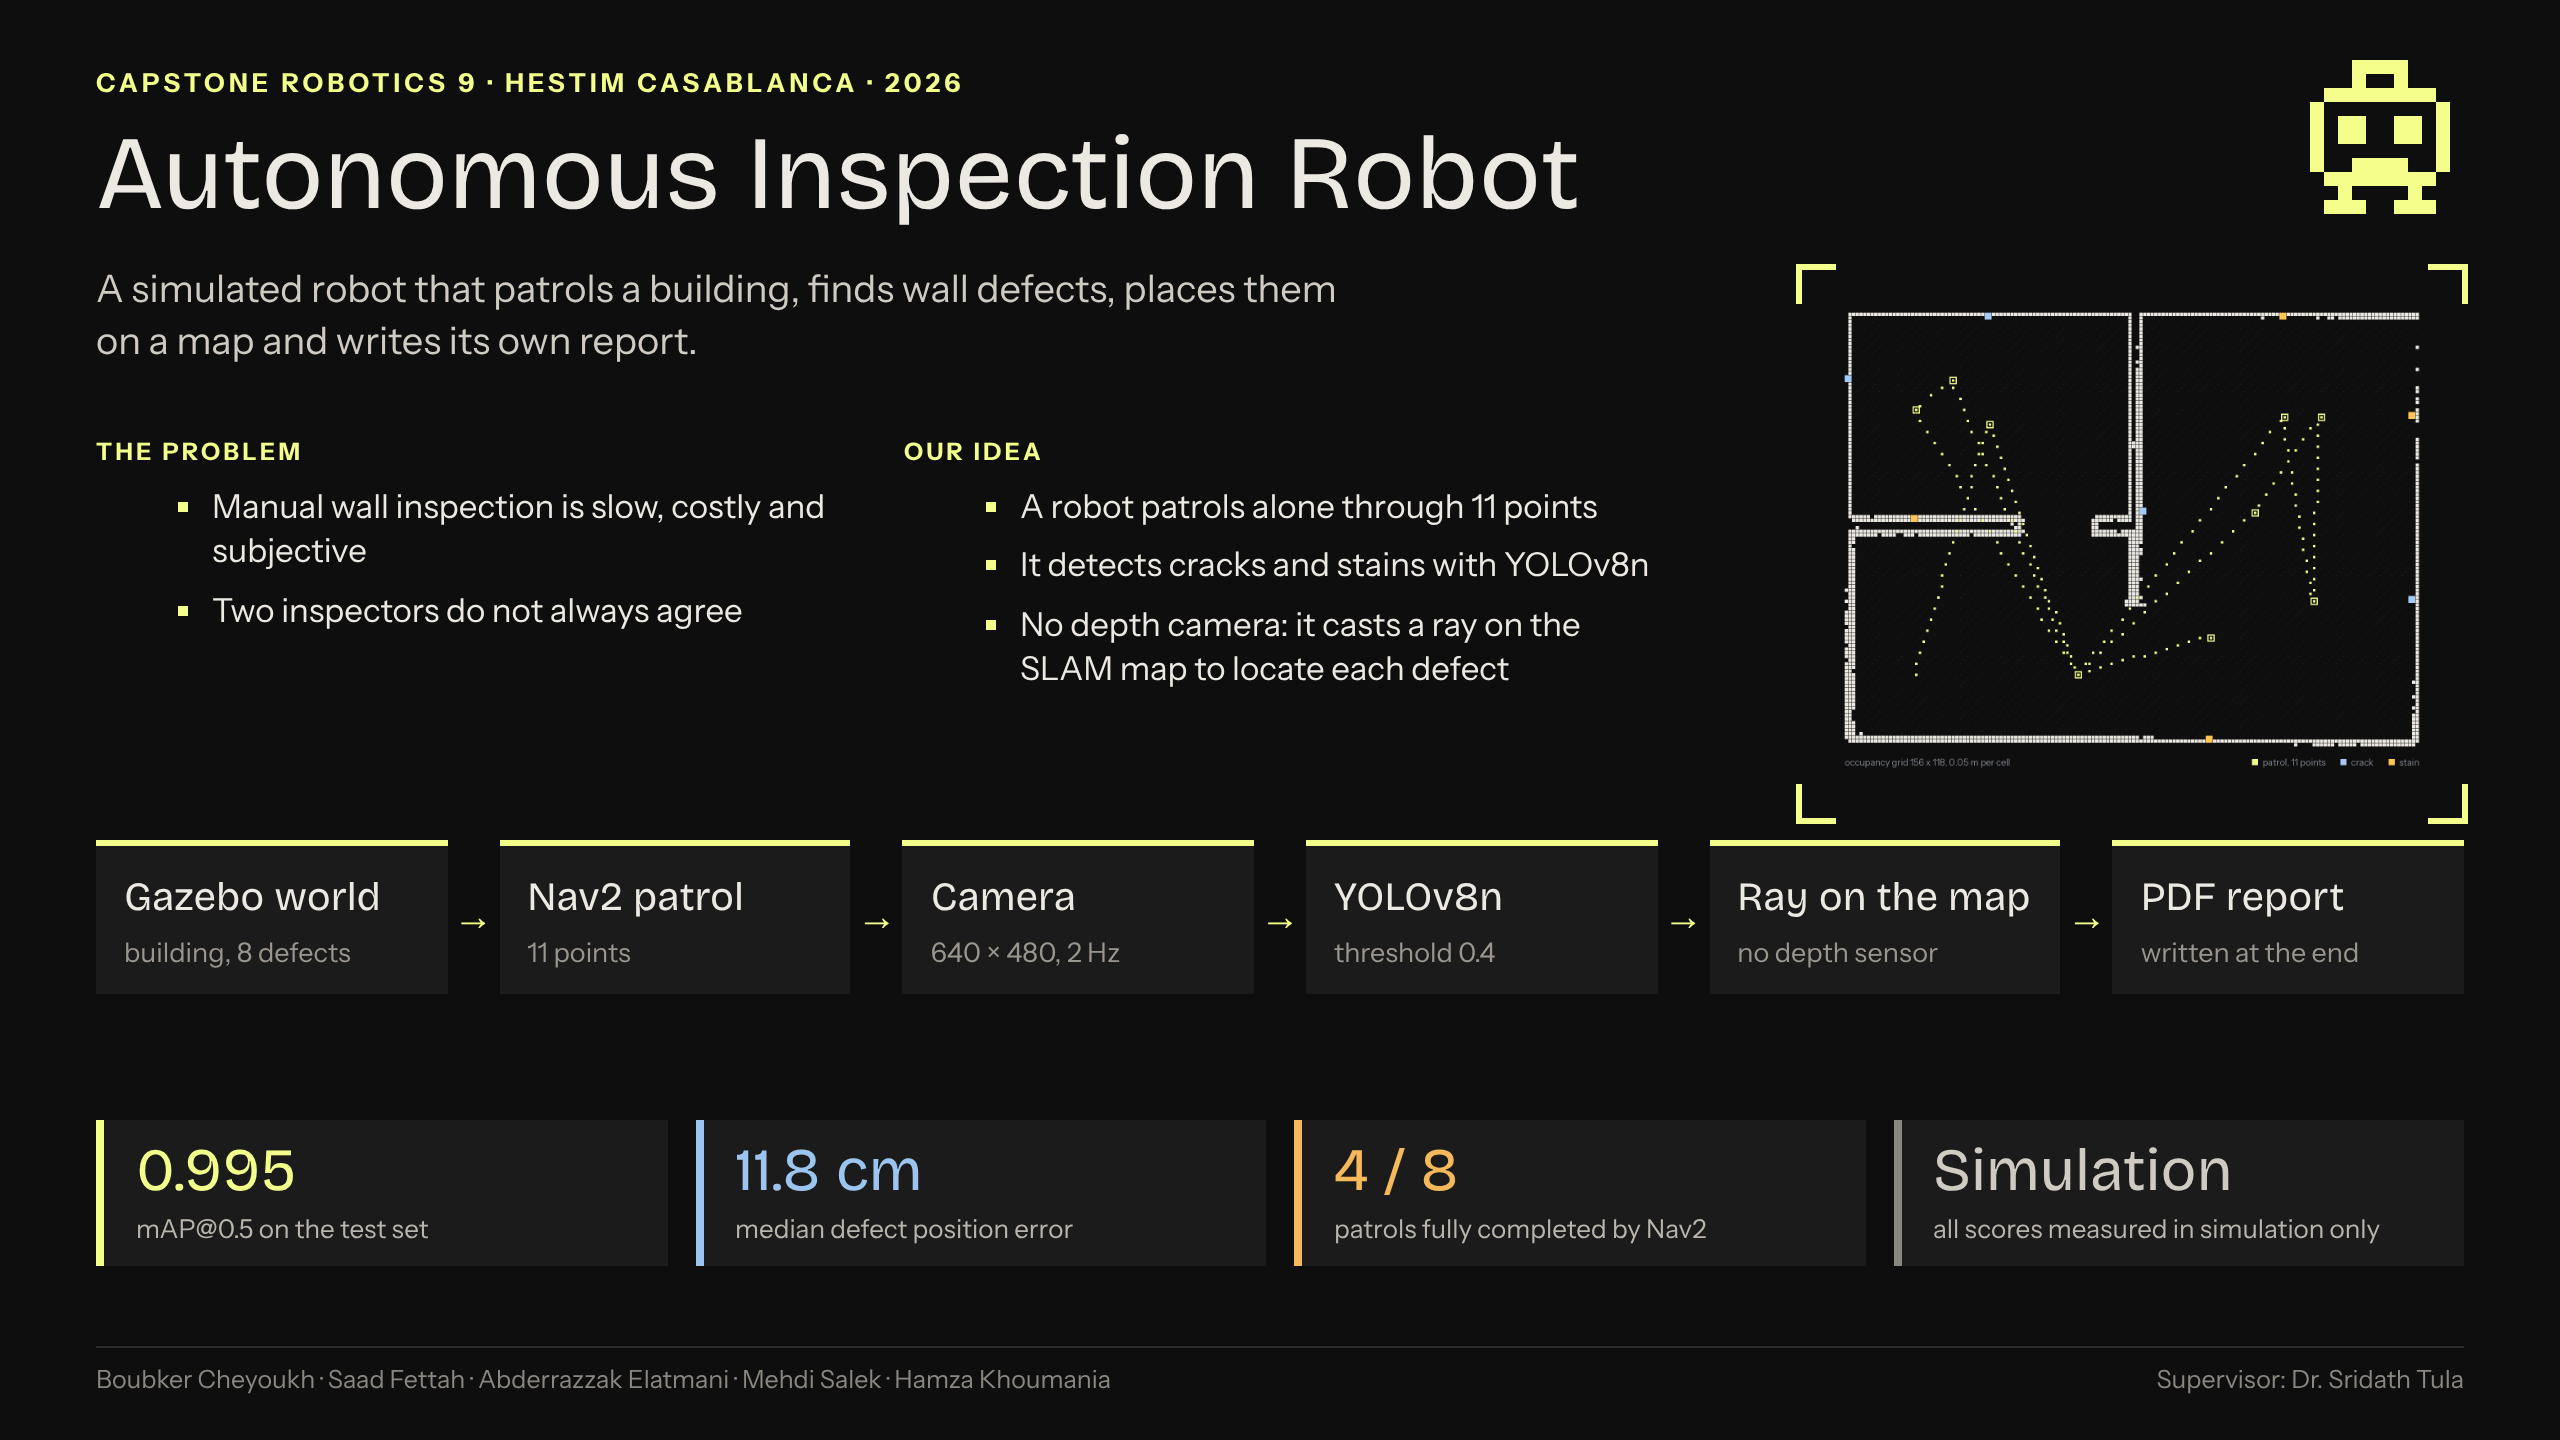 CAPSTONE ROBOTICS 9 · HESTIM CASABLANCA · 2026
Autonomous Inspection Robot
A simulated robot that patrols a building, finds wall defects, places them
on a map and writes its own report.
THE PROBLEM
Manual wall inspection is slow, costly and
subjective
Two inspectors do not always agree
OUR IDEA
A robot patrols alone through 11 points
It detects cracks and stains with YOLOv8n
No depth camera: it casts a ray on the
SLAM map to locate each defect
occupancy grid 156 x 118, 0.05 m per cell
patrol, 11 points
crack
stain
Gazebo world
building, 8 defects
→
Nav2 patrol
11 points
→
Camera
640 × 480, 2 Hz
→
YOLOv8n
threshold 0.4
→
Ray on the map
no depth sensor
→
PDF report
written at the end
0.995
mAP@0.5 on the test set
11.8 cm
median defect position error
4 / 8
patrols fully completed by Nav2
Simulation
all scores measured in simulation only
Boubker Cheyoukh · Saad Fettah · Abderrazzak Elatmani · Mehdi Salek · Hamza Khoumania
Supervisor: Dr. Sridath Tula